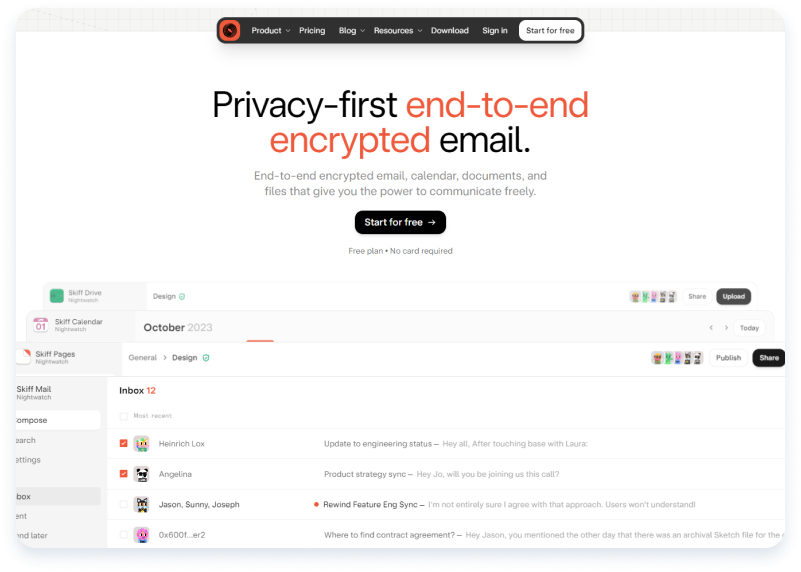 Product Pricing Blog Resources Download Sign in Start for free
Privacy-first end-to-end
encrypted email.
End-to-end encrypted email, calendar, documents, and
files that give you the power to communicate freely.
Start for free →
Free plan • No card required
Skiff Drive
Nightwatch
Design
Share Upload
Skiff Calendar
Nightwatch
01
October 2023
Today
Skiff Pages
Nightwatch
General > Design
Publish Share
Skiff Mail
Nightwatch
ompose
earch
ettings
box
ent
nd later
Inbox 12
Most recent
Heinrich Lox Update to engineering status – Hey all, After touching base with Laura:
Angelina Product strategy sync – Hey Jo, will you be joining us this call?
Jason, Sunny, Joseph Rewind Feature Eng Sync – I'm not entirely sure I agree with that approach. Users won't understand!
0x600f...er2 Where to find contract agreement? – Hey Jason, you mentioned the other day that there was an archival Sketch file for the